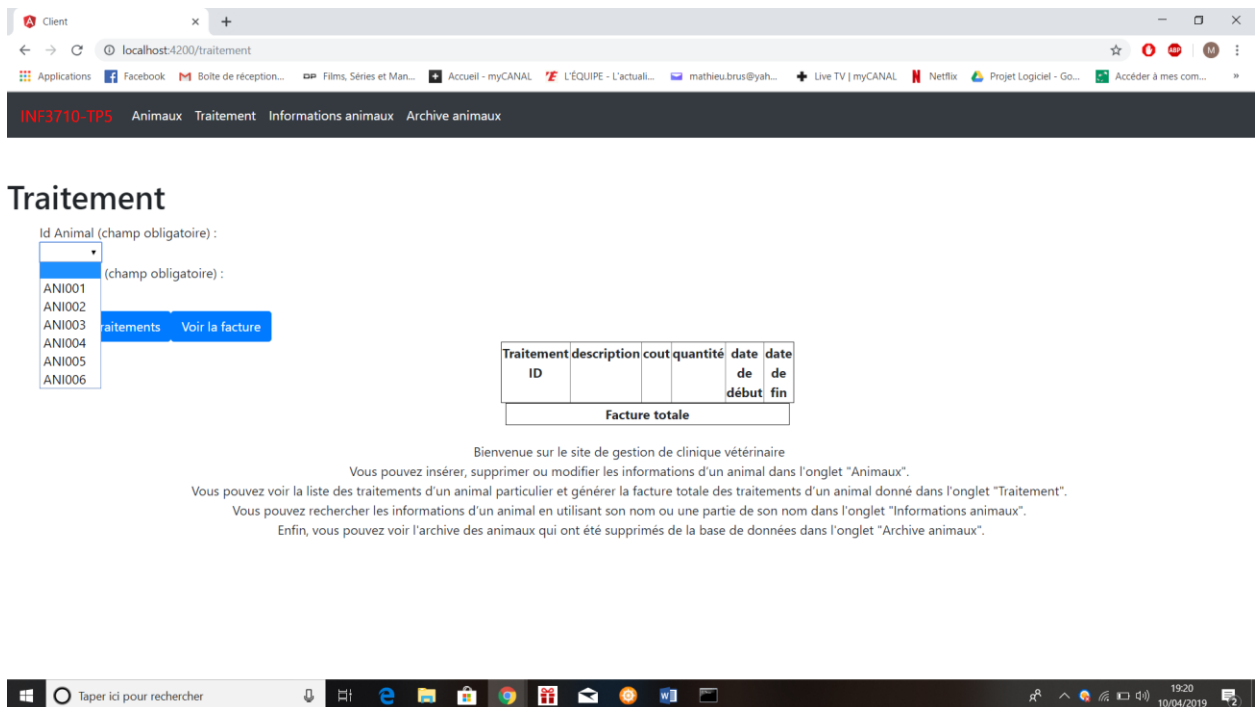 Client
localhost:4200/traitement
Applications Facebook Boîte de réception... Films, Séries et Man... Accueil - myCANAL L'ÉQUIPE - L'actuali... mathieu.brus@yah... Live TV | myCANAL Netflix Projet Logiciel - Go... Accéder à mes com... »
INF3710-TP5 Animaux Traitement Informations animaux Archive animaux
Traitement
Id Animal (champ obligatoire) :
(champ obligatoire) :
ANI001
ANI002
ANI003
ANI004
ANI005
ANI006
raitements Voir la facture
Traitement ID description cout quantité date de début date de fin
Facture totale
Bienvenue sur le site de gestion de clinique vétérinaire
Vous pouvez insérer, supprimer ou modifier les informations d'un animal dans l'onglet "Animaux".
Vous pouvez voir la liste des traitements d'un animal particulier et générer la facture totale des traitements d'un animal donné dans l'onglet "Traitement".
Vous pouvez rechercher les informations d'un animal en utilisant son nom ou une partie de son nom dans l'onglet "Informations animaux".
Enfin, vous pouvez voir l'archive des animaux qui ont été supprimés de la base de données dans l'onglet "Archive animaux".
Taper ici pour rechercher
19:20
10/04/2019